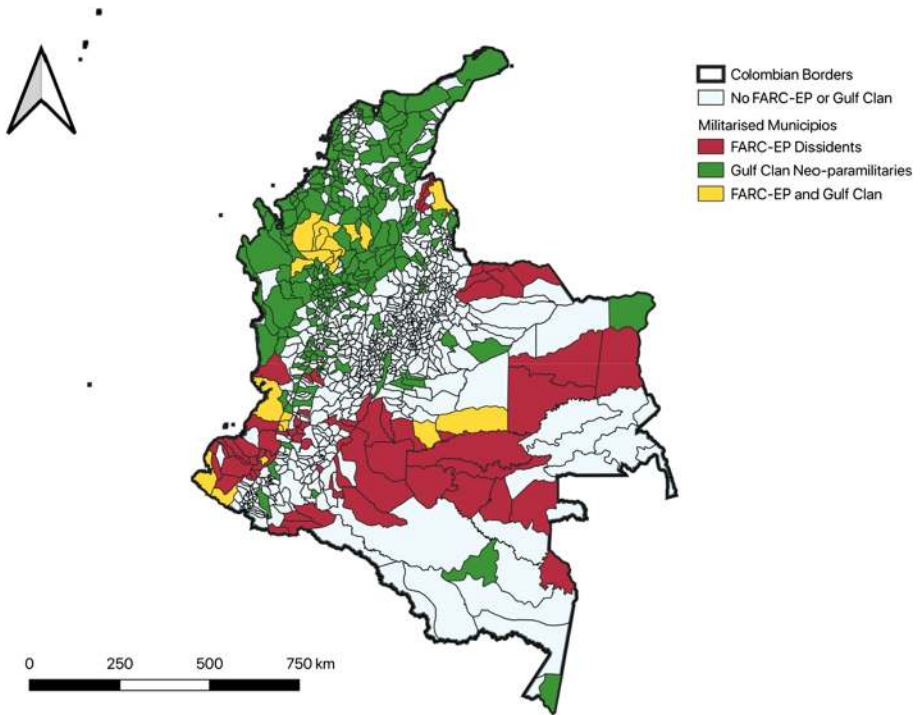 Colombian Borders
No FARC-EP or Gulf Clan
Militarised Municipios
FARC-EP Dissidents
Gulf Clan Neo-paramilitaries
FARC-EP and Gulf Clan
0 250 500 750 km